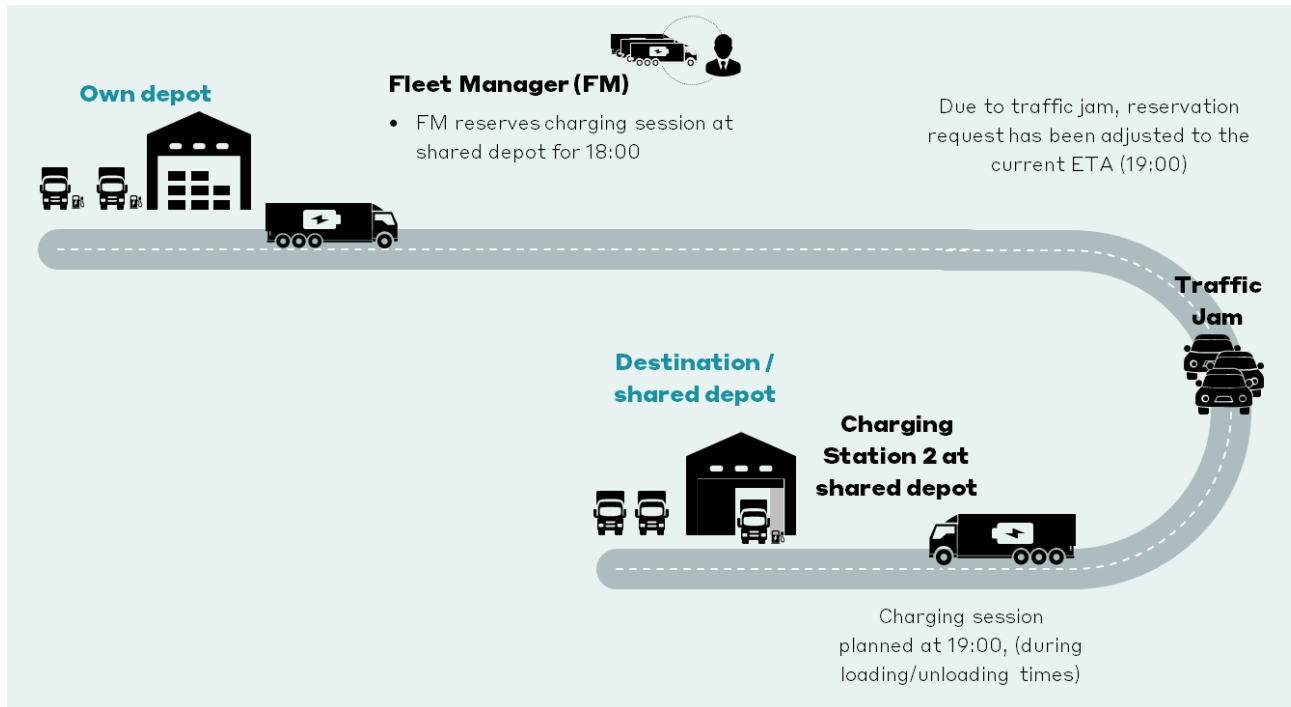 Own depot
Fleet Manager (FM)
• FM reserves charging session at
shared depot for 18:00
Due to traffic jam, reservation
request has been adjusted to the
current ETA (19:00)
Traffic
Jam
Destination /
shared depot
Charging
Station 2 at
shared depot
Charging session
planned at 19:00, (during
loading/unloading times)